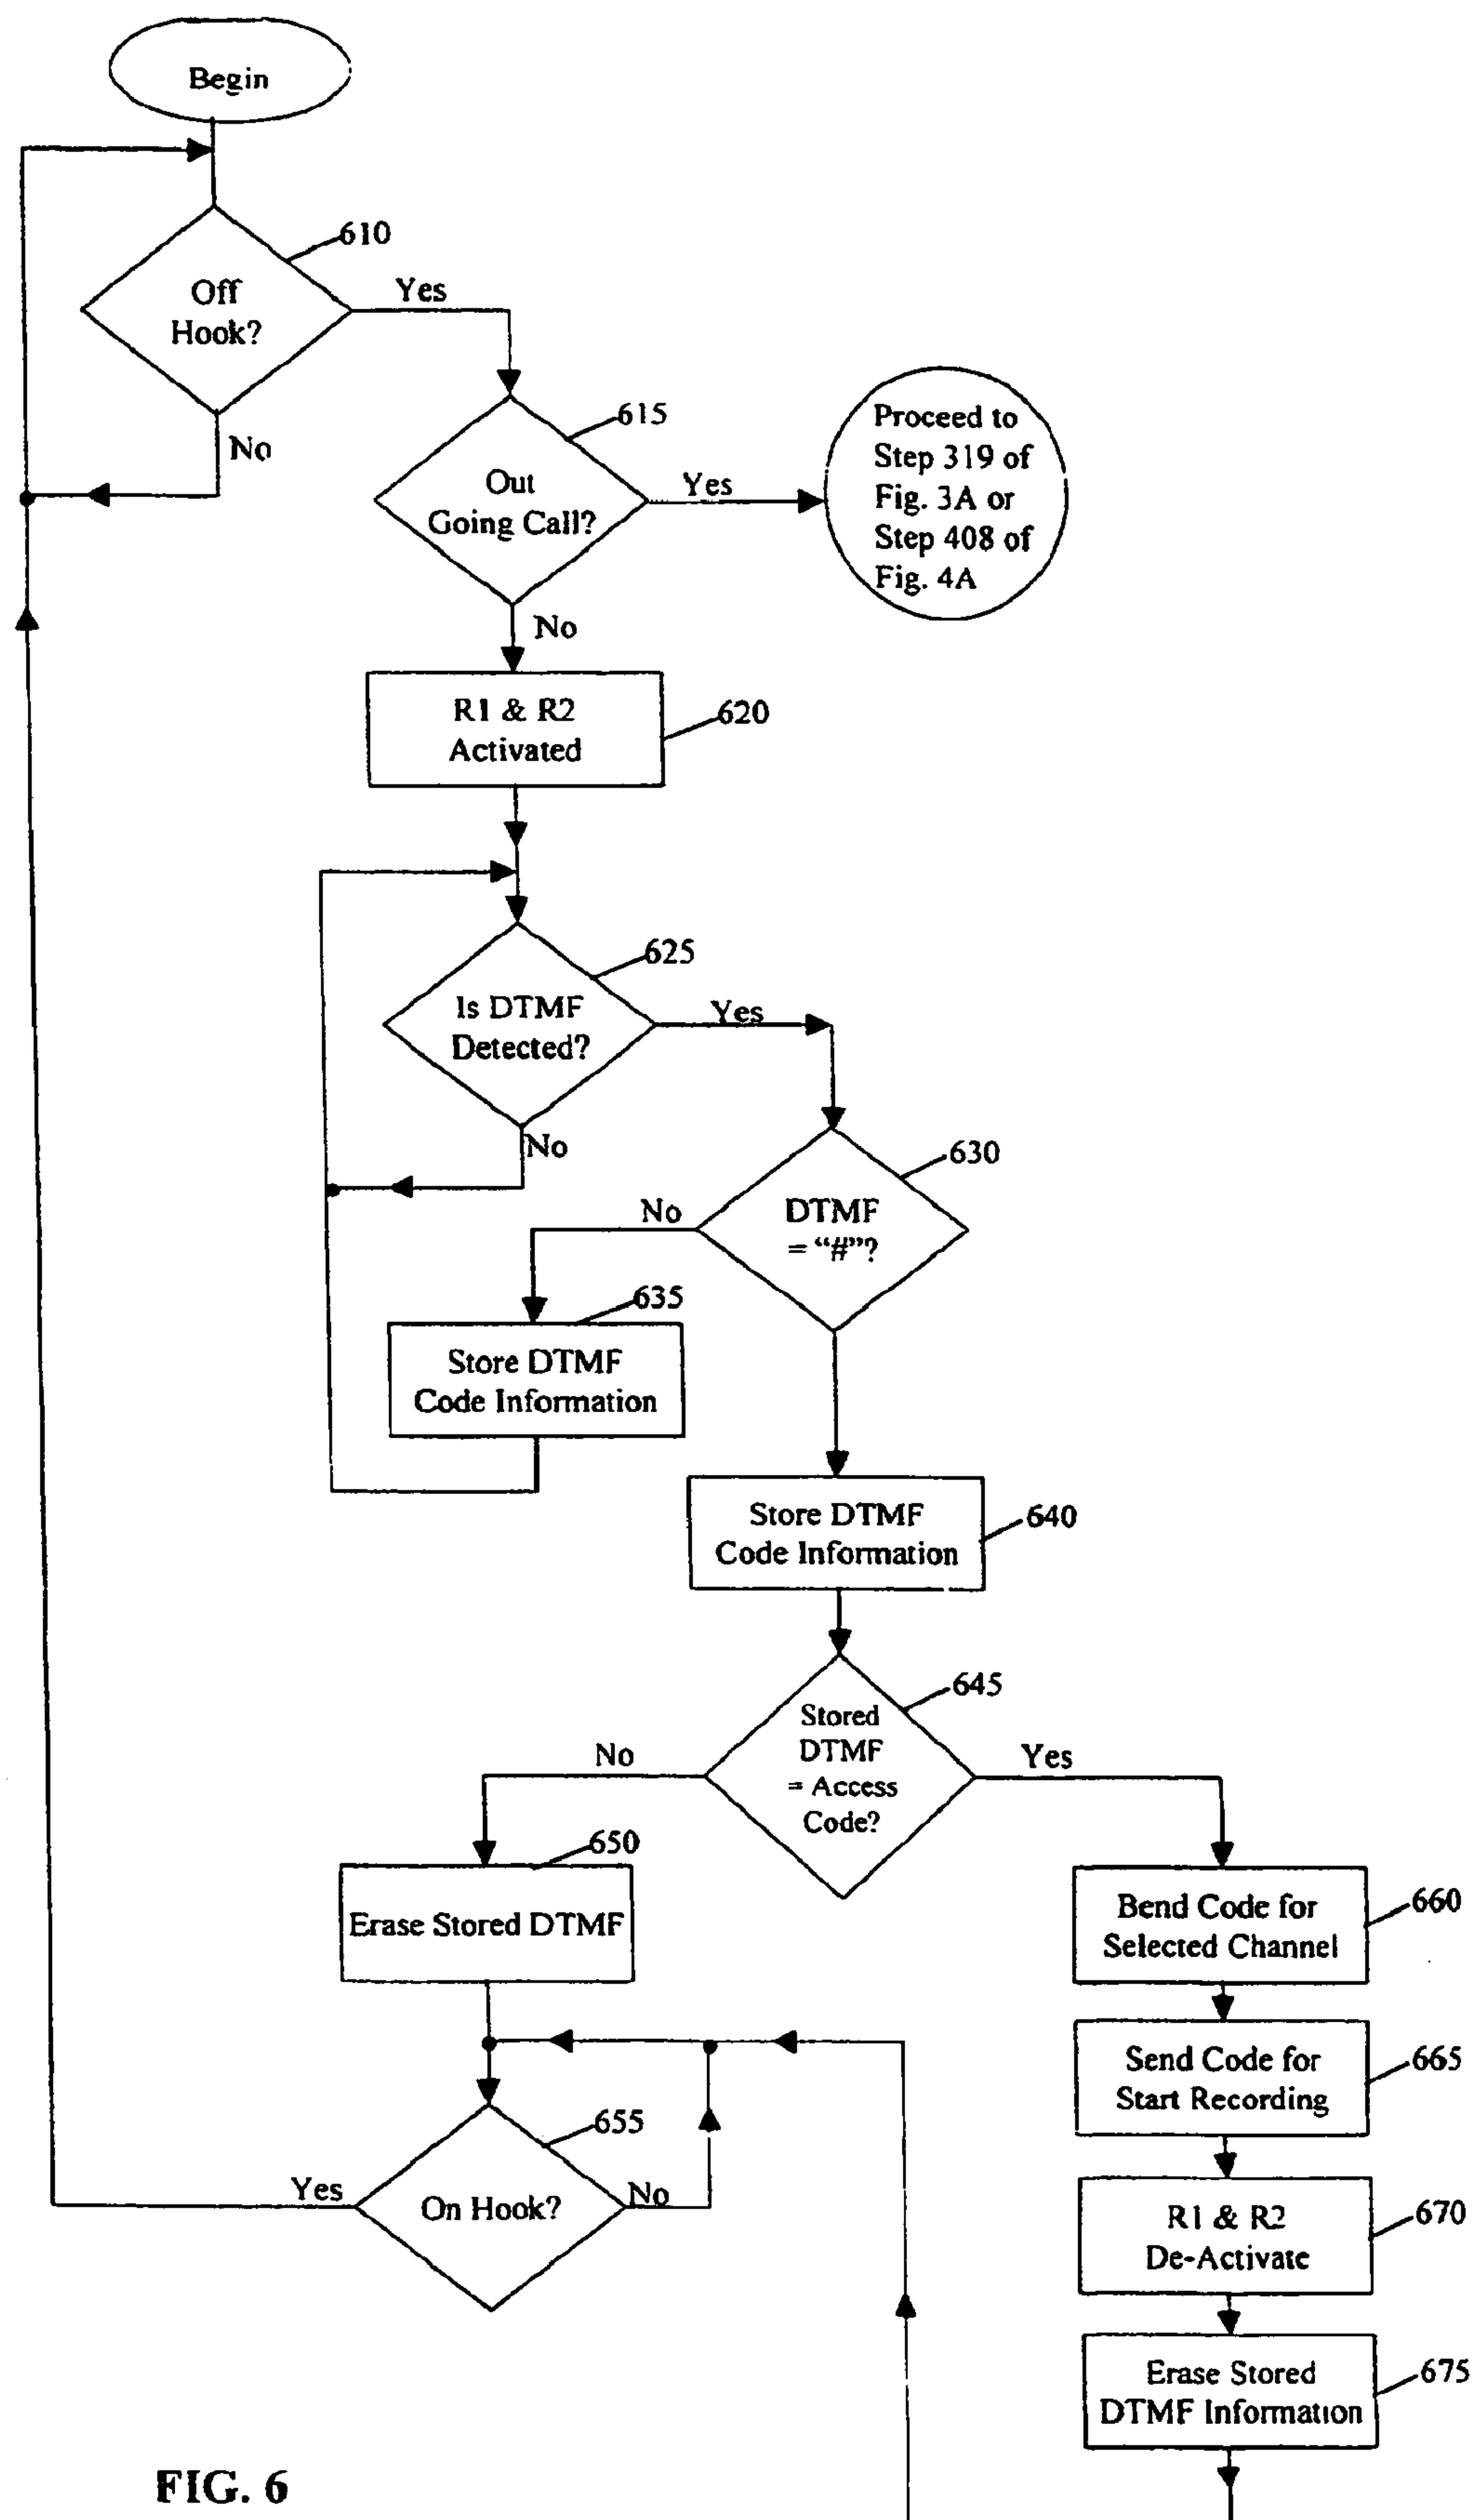 Begin
610
Off
Hook?
Yes
No
615
Out
Going Call?
Yes
Proceed to
Step 319 of
Fig. 3A or
Step 408 of
Fig. 4A
No
R1 & R2
Activated
620
625
Is DTMF
Detected?
Yes
No
630
DTMF
= “#”?
No
635
Store DTMF
Code Information
Store DTMF
Code Information
640
645
Stored
DTMF
= Access
Code?
No
Yes
650
Erase Stored DTMF
Bend Code for
Selected Channel
660
Send Code for
Start Recording
665
655
On Hook?
Yes
No
R1 & R2
De-Activate
670
Erase Stored
DTMF Information
675
FIG. 6